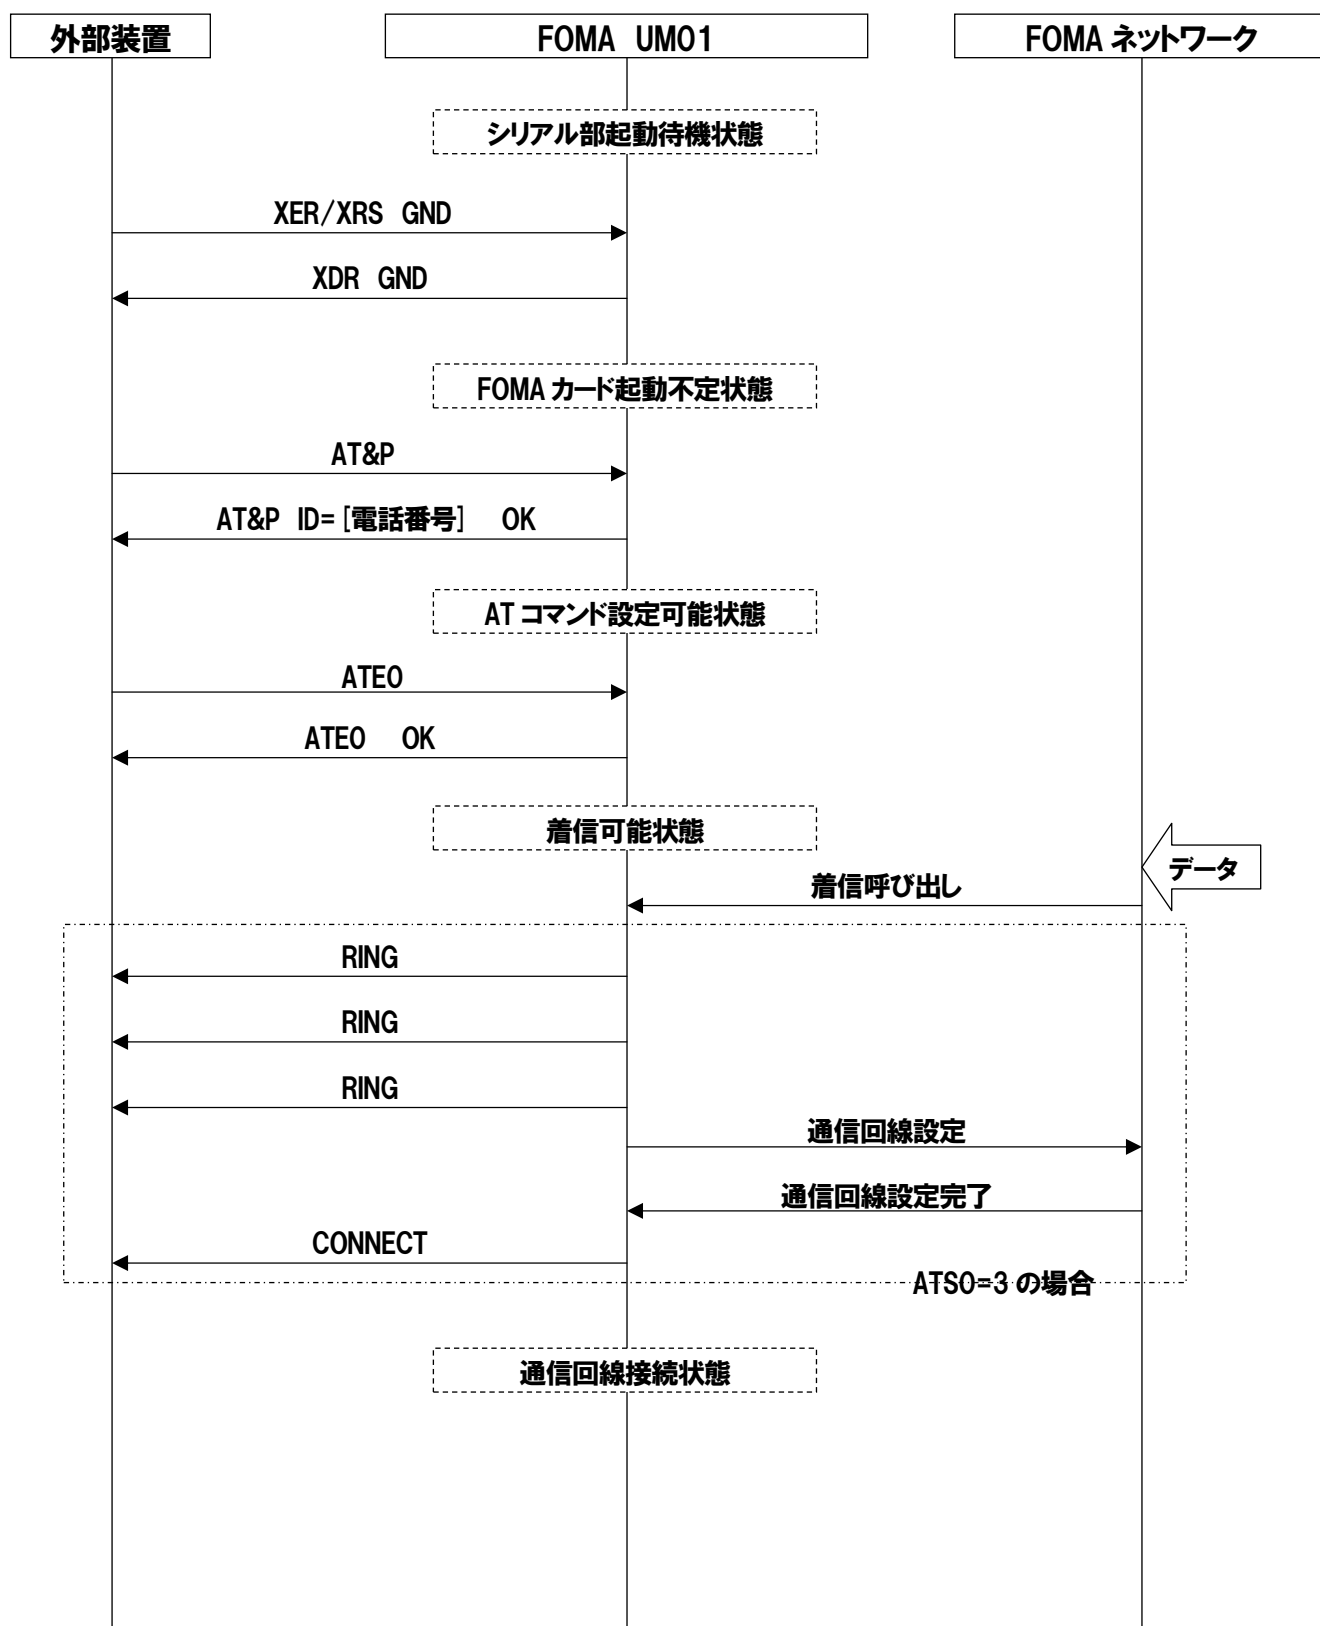 外部装置
FOMA UM01
FOMA ネットワーク
シリアル部起動待機状態
XER/XRS GND
XDR GND
FOMA カード起動不定状態
AT&P
AT&P ID=[電話番号] OK
AT コマンド設定可能状態
ATE0
ATE0 OK
着信可能状態
データ
着信呼び出し
RING
RING
RING
通信回線設定
通信回線設定完了
CONNECT
ATS0=3 の場合
通信回線接続状態